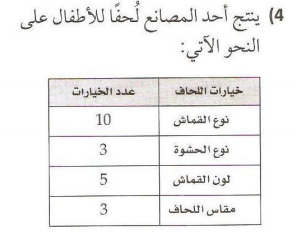 (4 ينتج أحد المصانع لُحفًا للأطفال على
النحو الآتي:
خيارات اللحاف عدد الخيارات
نوع القماش 10
نوع الحشوة 3
لون القماش 5
مقاس اللحاف 3